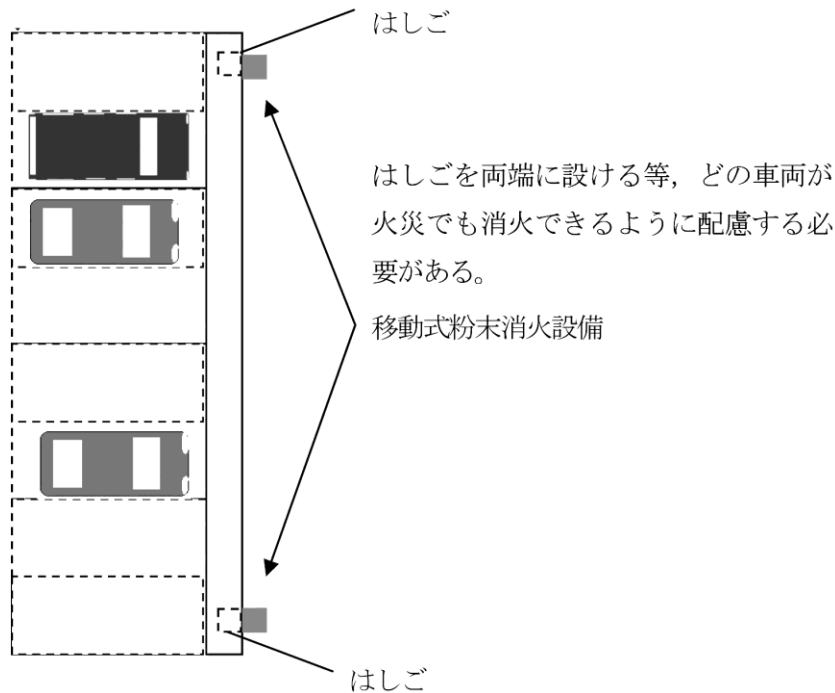 はしご
はしごを両端に設ける等，どの車両が
火災でも消火できるように配慮する必
要がある。
移動式粉末消火設備
はしご